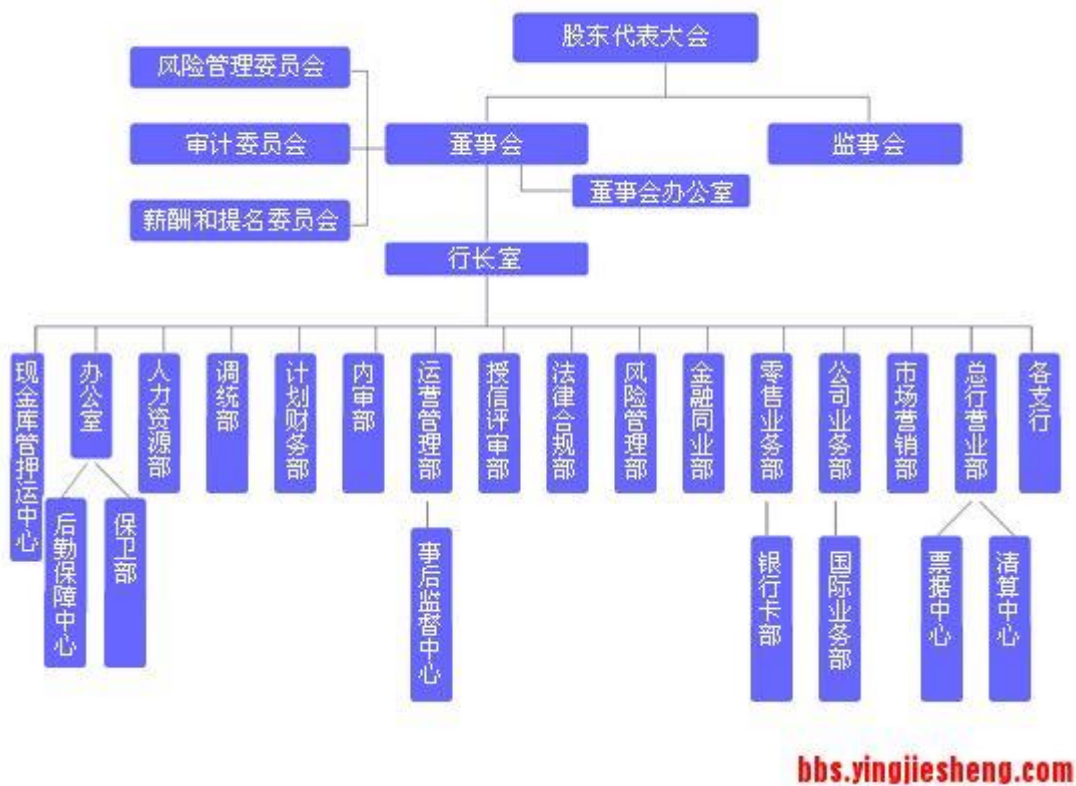 股东代表大会
风险管理委员会
审计委员会
董事会
监事会
董事会办公室
薪酬和提名委员会
行长室
现金库管押运中心
办公室
人力资源部
调统部
计划财务部
内审部
运营管理部
授信评审部
法律合规部
风险管理部
金融同业部
零售业务部
公司业务部
市场营销部
总行营业部
各支行
后勤保障中心
保卫部
事后监督中心
银行卡部
国际业务部
票据中心
清算中心
bbs.yingjiesheng.com